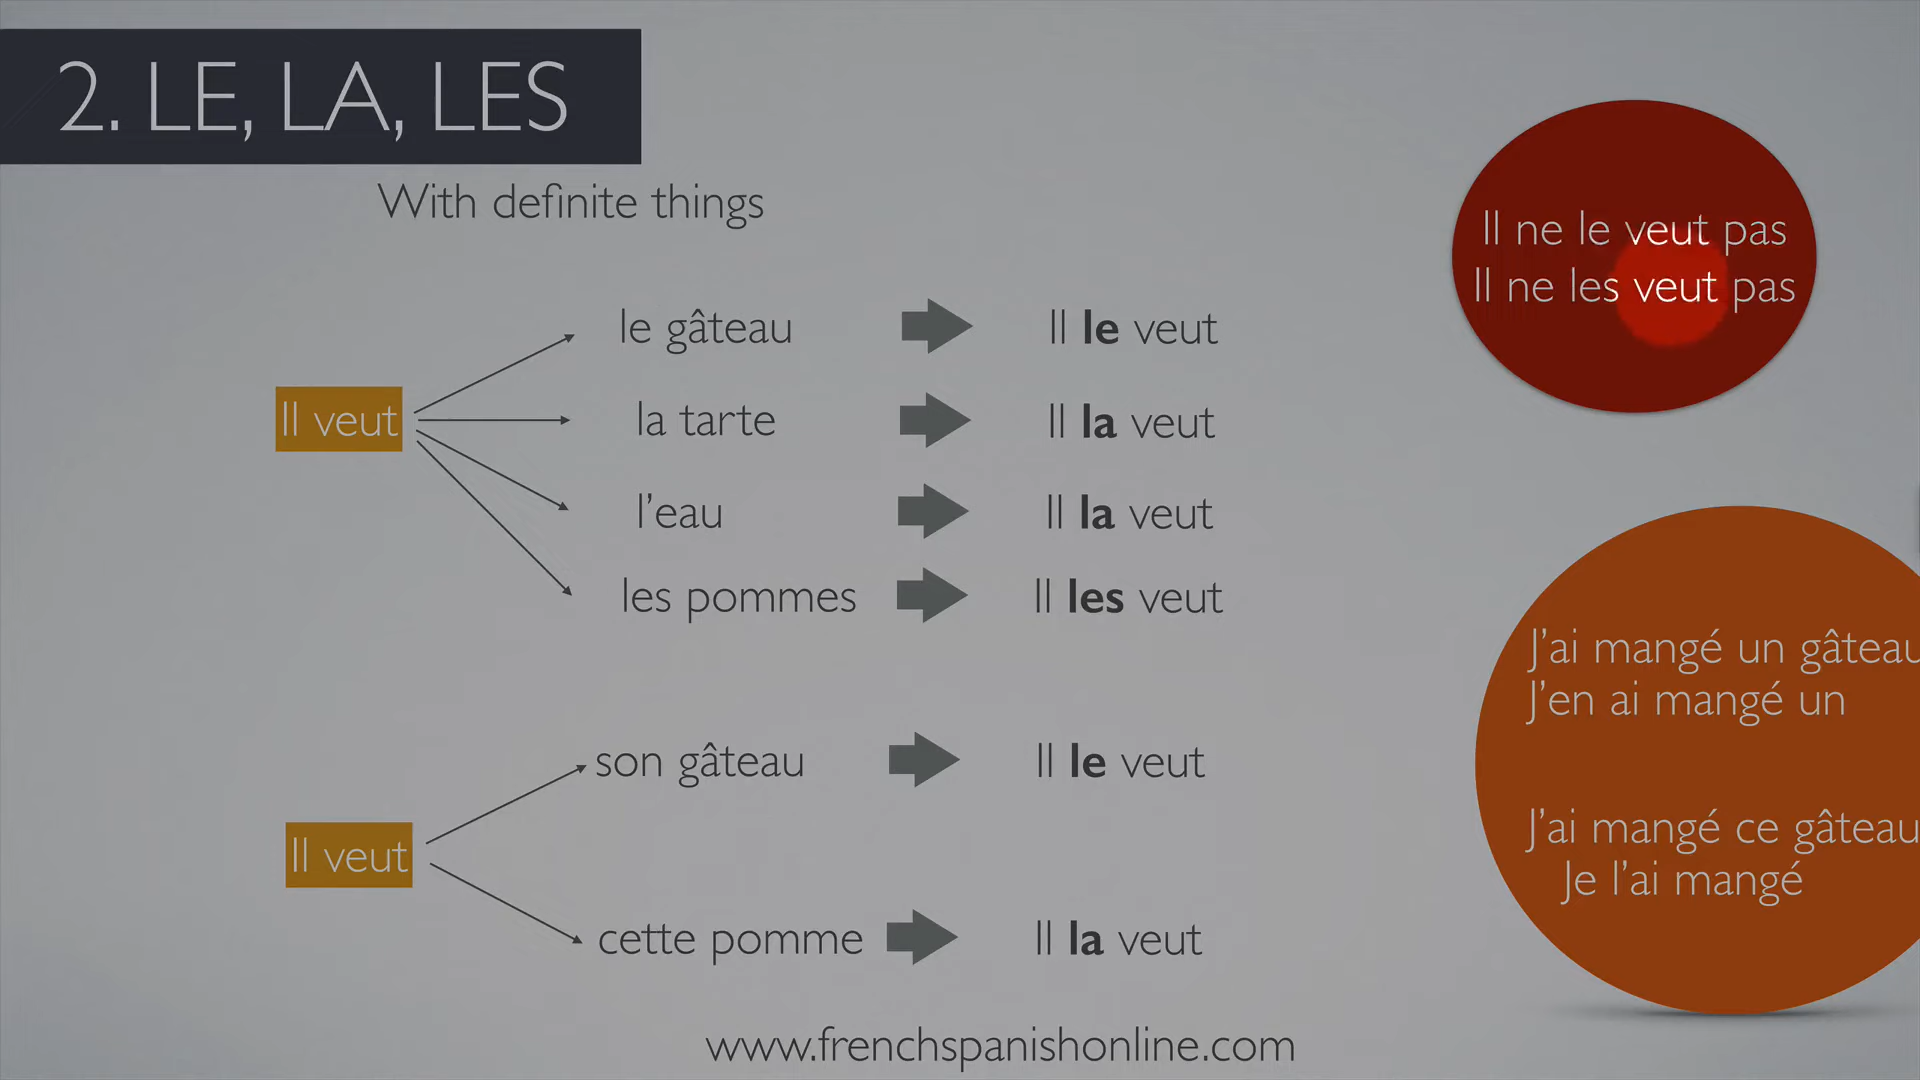 2. LE, LA, LES
With definite things
Il ne le veut pas
Il ne les veut pas
Il veut
le gâteau
Il le veut
la tarte
Il la veut
l'eau
Il la veut
les pommes
Il les veut
J'ai mangé un gâteau
J'en ai mangé un
J'ai mangé ce gâteau
Je l'ai mangé
Il veut
son gâteau
Il le veut
cette pomme
Il la veut
www.frenchspanishonline.com